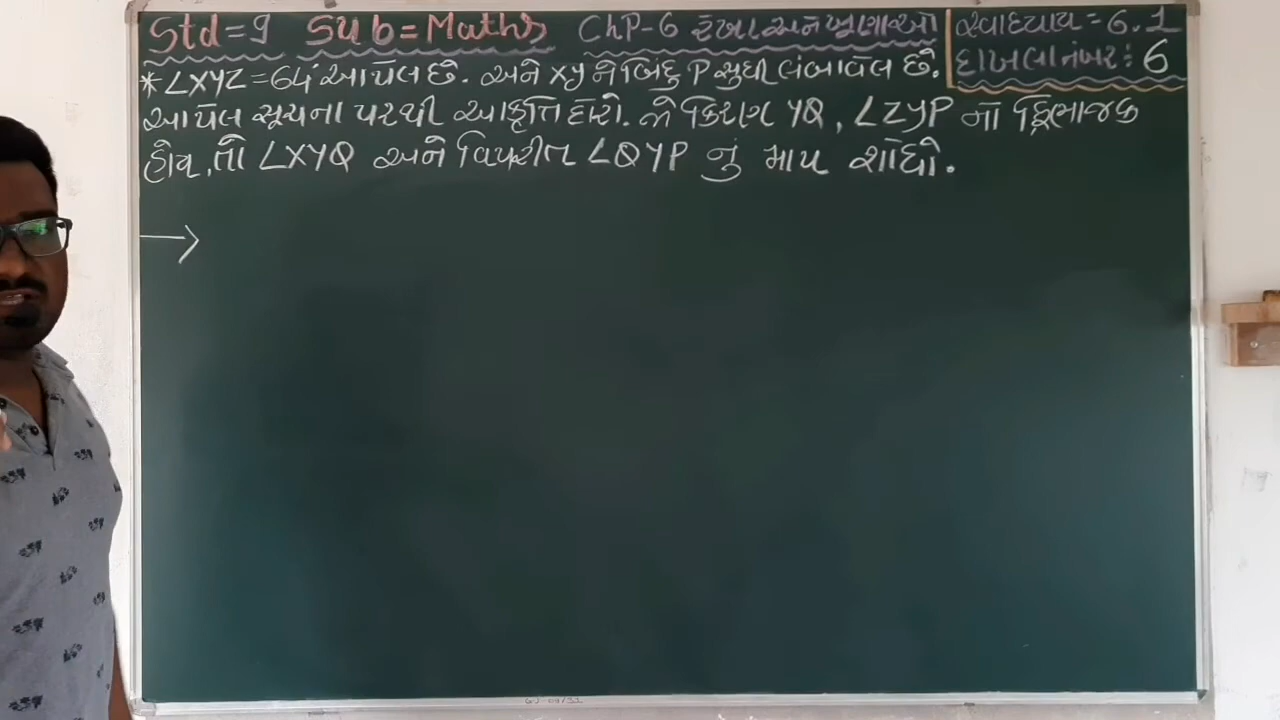 Std=9 Sub=Maths ChP-6 રેખા અને ખૂણાઓ
સ્વાધ્યાય = 6.1
દાખલા નંબર: 6
* ∠XYZ = 64° આપેલ છે. અને XY ને બિંદુ P સુધી લંબાવેલ છે.
આપેલ સૂચના પરથી આકૃતિ દોરો. જો કિરણ YQ, ∠ZYP નો દ્વિભાજક
હોય, તો ∠XYQ અને વિપરીત ∠QYP નું માપ શોધો.
→